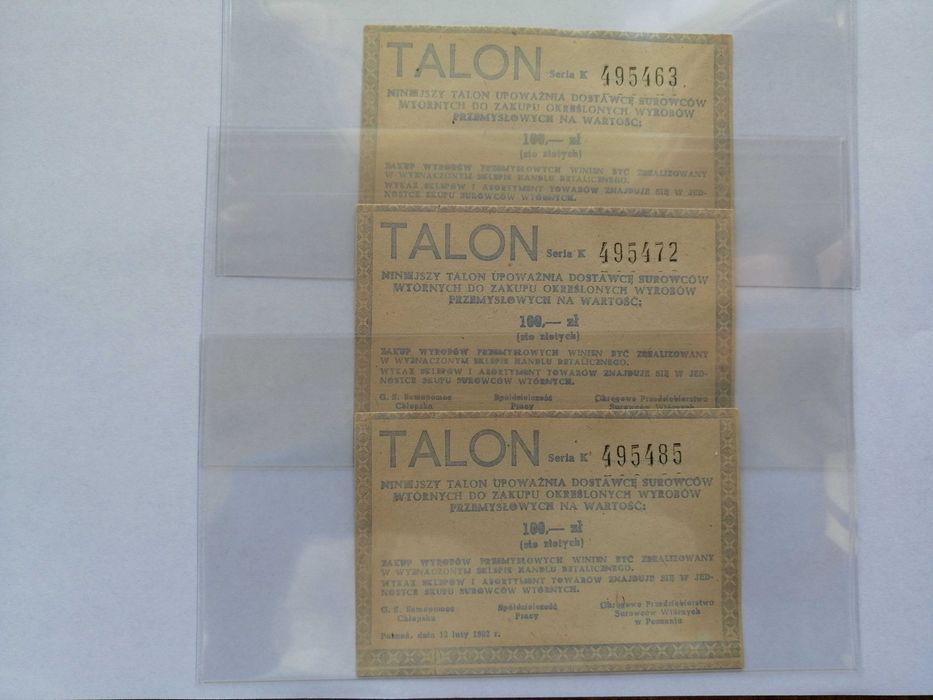 TALON Seria K 495463
NINIEJSZY TALON UPOWAŻNIA DOSTAWCĘ SUROWCÓW
WTÓRNYCH DO ZAKUPU OKREŚLONYCH WYROBÓW
PRZEMYSŁOWYCH NA WARTOŚĆ:
100,— zł
(sto złotych)
ZAKUP WYROBÓW PRZEMYSŁOWYCH WINIEN BYĆ ZREALIZOWANY
W WYZNACZONYM SKLEPIE HANDLU DETALICZNEGO.
WYKAZ SKLEPÓW I ASORTYMENT TOWARÓW ZNAJDUJE SIĘ W JED-
NOSTCE SKUPU SUROWCÓW WTÓRNYCH.
TALON Seria K 495472
NINIEJSZY TALON UPOWAŻNIA DOSTAWCĘ SUROWCÓW
WTÓRNYCH DO ZAKUPU OKREŚLONYCH WYROBÓW
PRZEMYSŁOWYCH NA WARTOŚĆ:
100,— zł
(sto złotych)
ZAKUP WYROBÓW PRZEMYSŁOWYCH WINIEN BYĆ ZREALIZOWANY
W WYZNACZONYM SKLEPIE HANDLU DETALICZNEGO.
WYKAZ SKLEPÓW I ASORTYMENT TOWARÓW ZNAJDUJE SIĘ W JED-
NOSTCE SKUPU SUROWCÓW WTÓRNYCH.
G. S. Samopomoc Spółdzielczość Okręgowe Przedsiębiorstwo
Chłopska Pracy Surowców Wtórnych
TALON Seria K 495485
NINIEJSZY TALON UPOWAŻNIA DOSTAWCĘ SUROWCÓW
WTÓRNYCH DO ZAKUPU OKREŚLONYCH WYROBÓW
PRZEMYSŁOWYCH NA WARTOŚĆ:
100,— zł
(sto złotych)
ZAKUP WYROBÓW PRZEMYSŁOWYCH WINIEN BYĆ ZREALIZOWANY
W WYZNACZONYM SKLEPIE HANDLU DETALICZNEGO.
WYKAZ SKLEPÓW I ASORTYMENT TOWARÓW ZNAJDUJE SIĘ W JED-
NOSTCE SKUPU SUROWCÓW WTÓRNYCH.
G. S. Samopomoc Spółdzielczość Okręgowe Przedsiębiorstwo
Chłopska Pracy Surowców Wtórnych
w Poznaniu
Poznań, dnia 12 luty 1982 r.